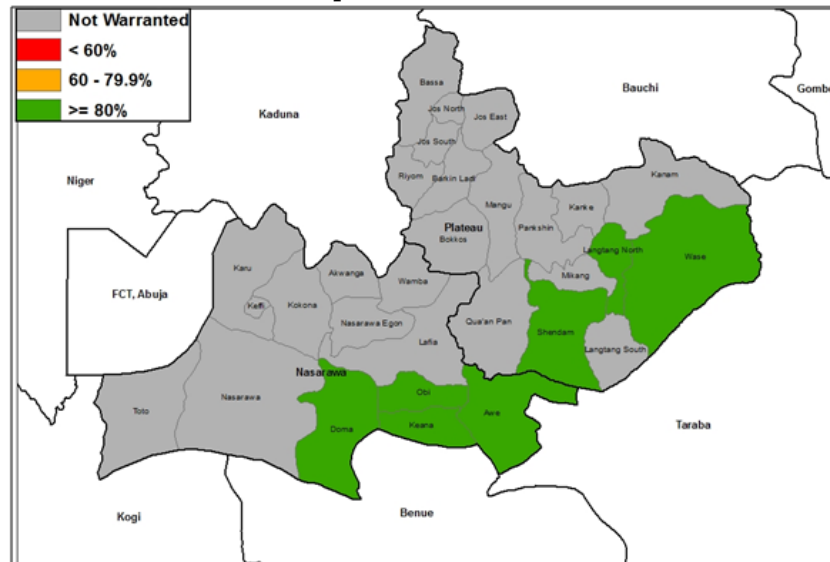 Not Warranted
< 60%
60 - 79.9%
>= 80%
Bauchi
Gombe
Kaduna
Niger
FCT, Abuja
Kogi
Benue
Taraba
Bassa
Jos North
Jos East
Jos South
Riyom
Barkin Ladi
Mangu
Plateau
Bokkos
Pankshin
Kanke
Kanam
Langtang North
Wase
Mikang
Qua'an Pan
Shendam
Langtang South
Karu
Keffi
Kokona
Akwanga
Wamba
Nasarawa Egon
Lafia
Nasarawa
Toto
Nasarawa
Doma
Obi
Keana
Awe